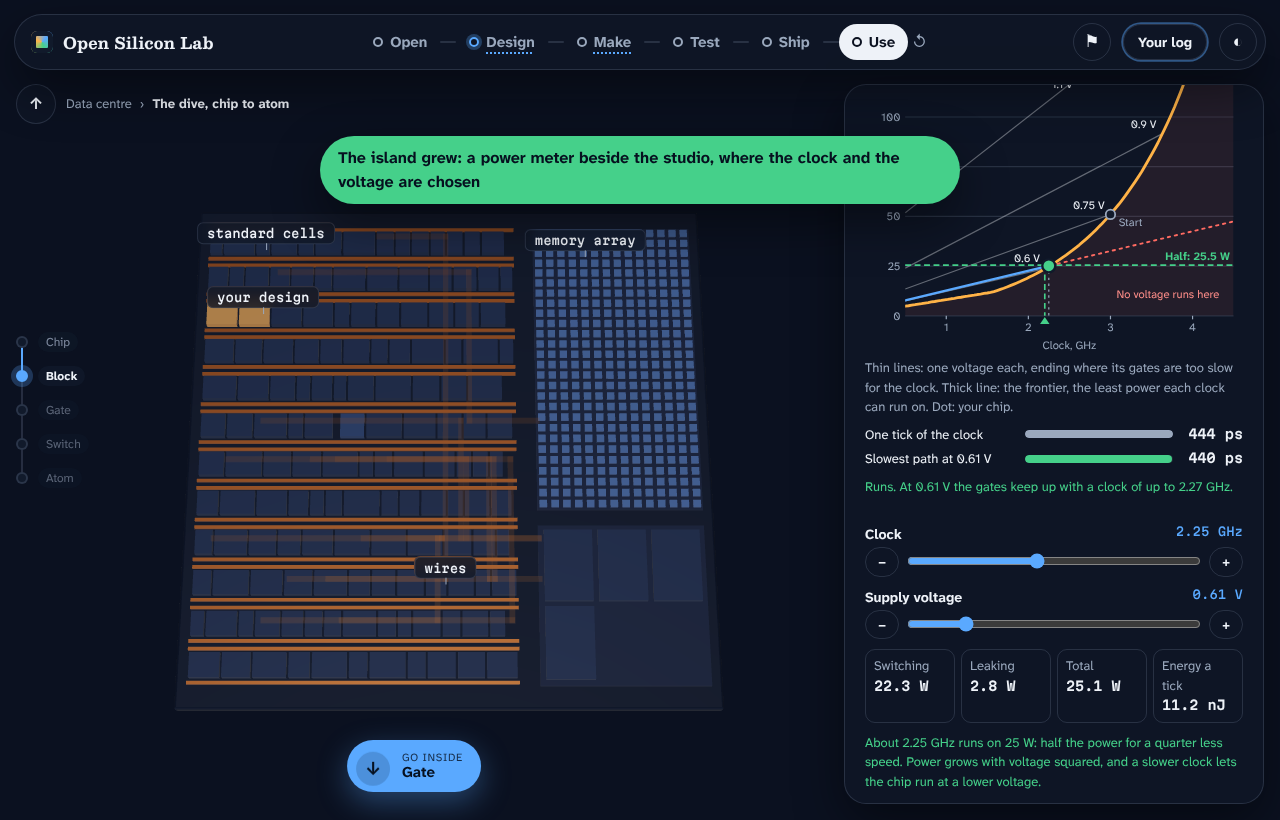 Open Silicon Lab
Open
Design
Make
Test
Ship
Use
Your log
Data centre › The dive, chip to atom
The island grew: a power meter beside the studio, where the clock and the
voltage are chosen
standard cells
memory array
your design
wires
Chip
Block
Gate
Switch
Atom
GO INSIDE
Gate
100
0.9 V
50
0.75 V
Start
25
0.6 V
Half: 25.5 W
No voltage runs here
0
1
2
3
4
Clock, GHz
Thin lines: one voltage each, ending where its gates are too slow
for the clock. Thick line: the frontier, the least power each clock
can run on. Dot: your chip.
One tick of the clock
444 ps
Slowest path at 0.61 V
440 ps
Runs. At 0.61 V the gates keep up with a clock of up to 2.27 GHz.
Clock
2.25 GHz
−
+
Supply voltage
0.61 V
−
+
Switching
22.3 W
Leaking
2.8 W
Total
25.1 W
Energy a
tick
11.2 nJ
About 2.25 GHz runs on 25 W: half the power for a quarter less
speed. Power grows with voltage squared, and a slower clock lets
the chip run at a lower voltage.